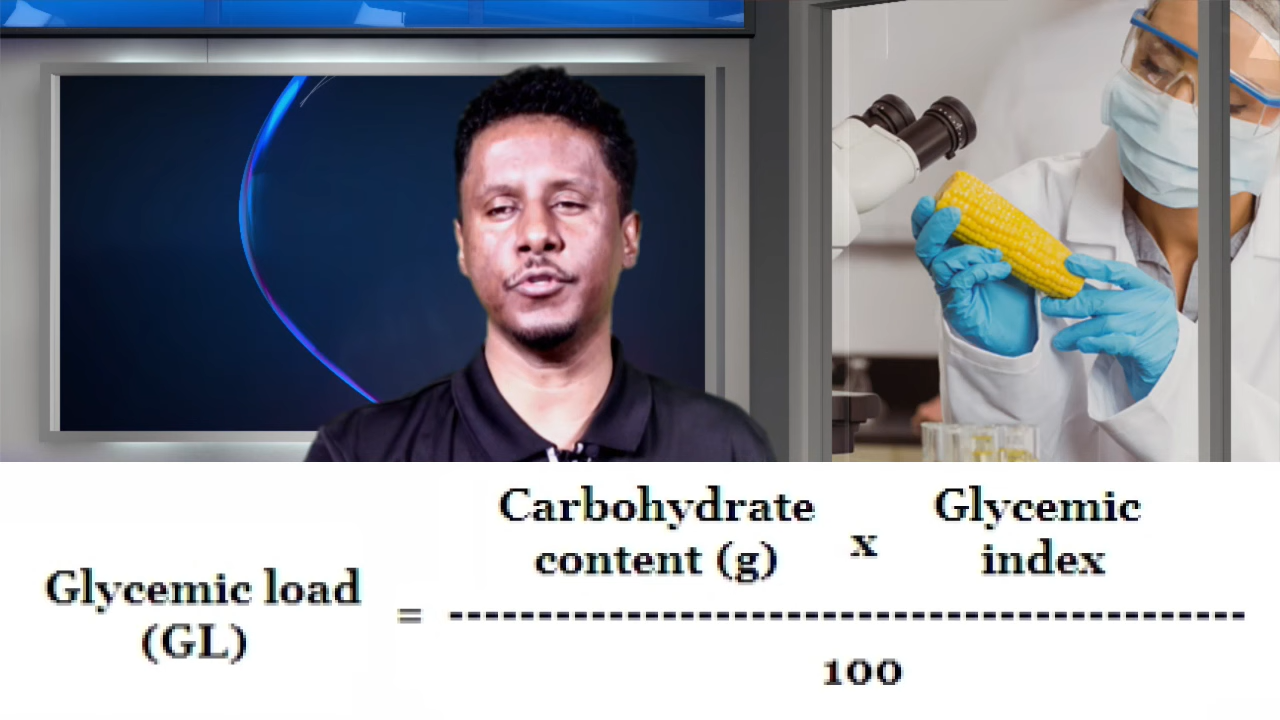 Carbohydrate Glycemic
content (g) x index
Glycemic load
(GL) = --------------------------------------------
100